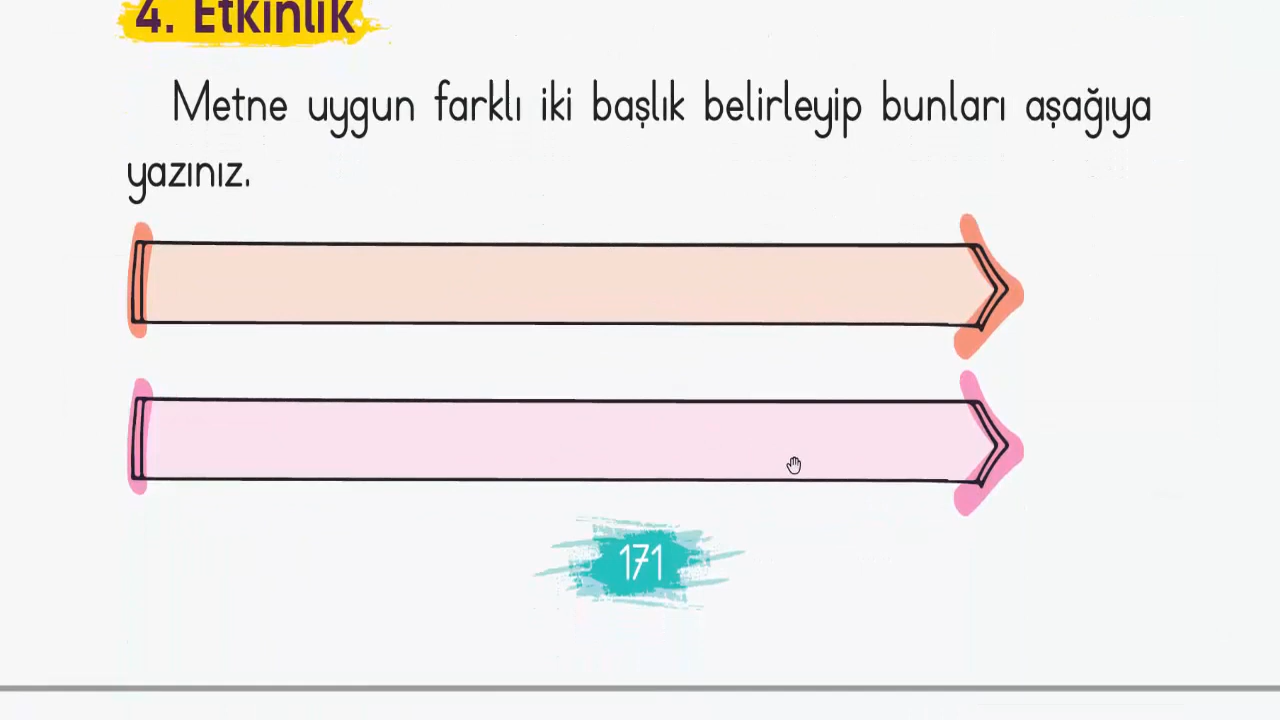 4. Etkinlik
Metne uygun farklı iki başlık belirleyip bunları aşağıya
yazınız.
171